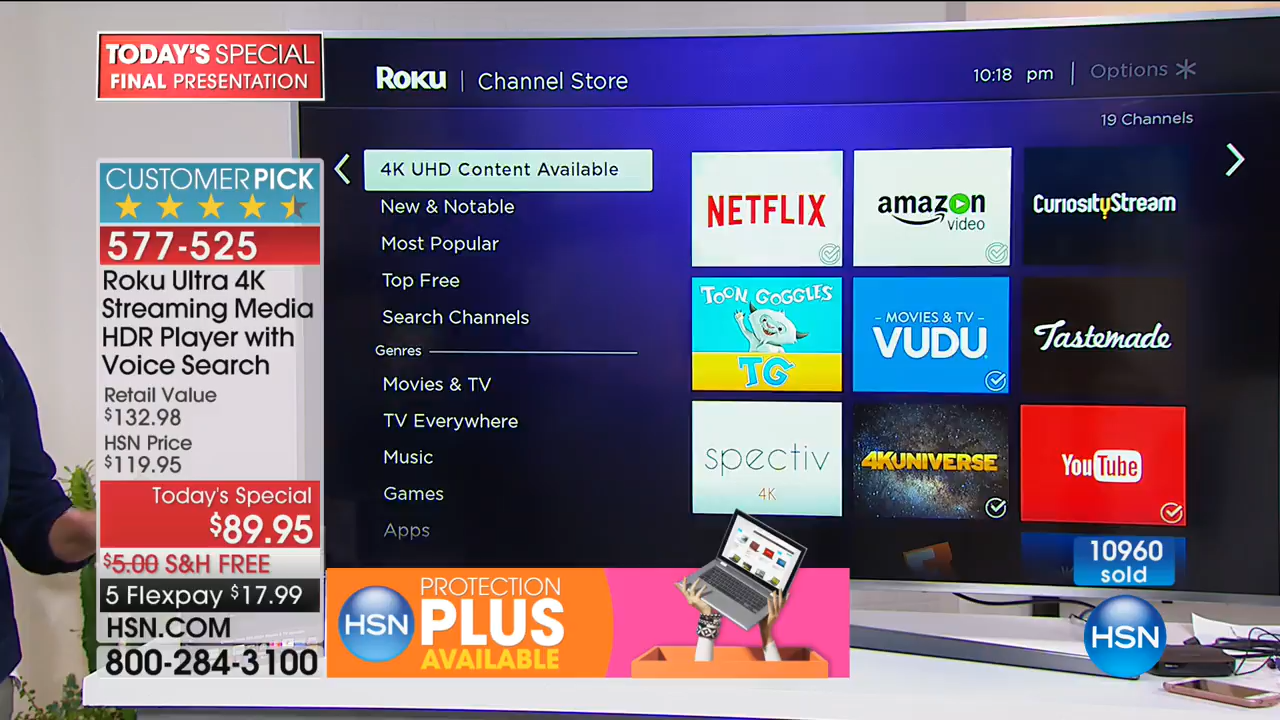 TODAY'S SPECIAL
FINAL PRESENTATION
CUSTOMER PICK
577-525
Roku Ultra 4K
Streaming Media
HDR Player with
Voice Search
Retail Value
$132.98
HSN Price
$119.95
Today's Special
$89.95
$5.00 S&H FREE
5 Flexpay $17.99
HSN.COM
800-284-3100
Roku | Channel Store
10:18 pm | Options
19 Channels
4K UHD Content Available
New & Notable
Most Popular
Top Free
Search Channels
Genres
Movies & TV
TV Everywhere
Music
Games
Apps
NETFLIX
amazon
video
CuriosityStream
TOON GOGGLES
TG
- MOVIES & TV -
VUDU
Tastemade
spectiv
4K
4KUNIVERSE
YouTube
HSN
PROTECTION
PLUS
AVAILABLE
10960
sold
HSN